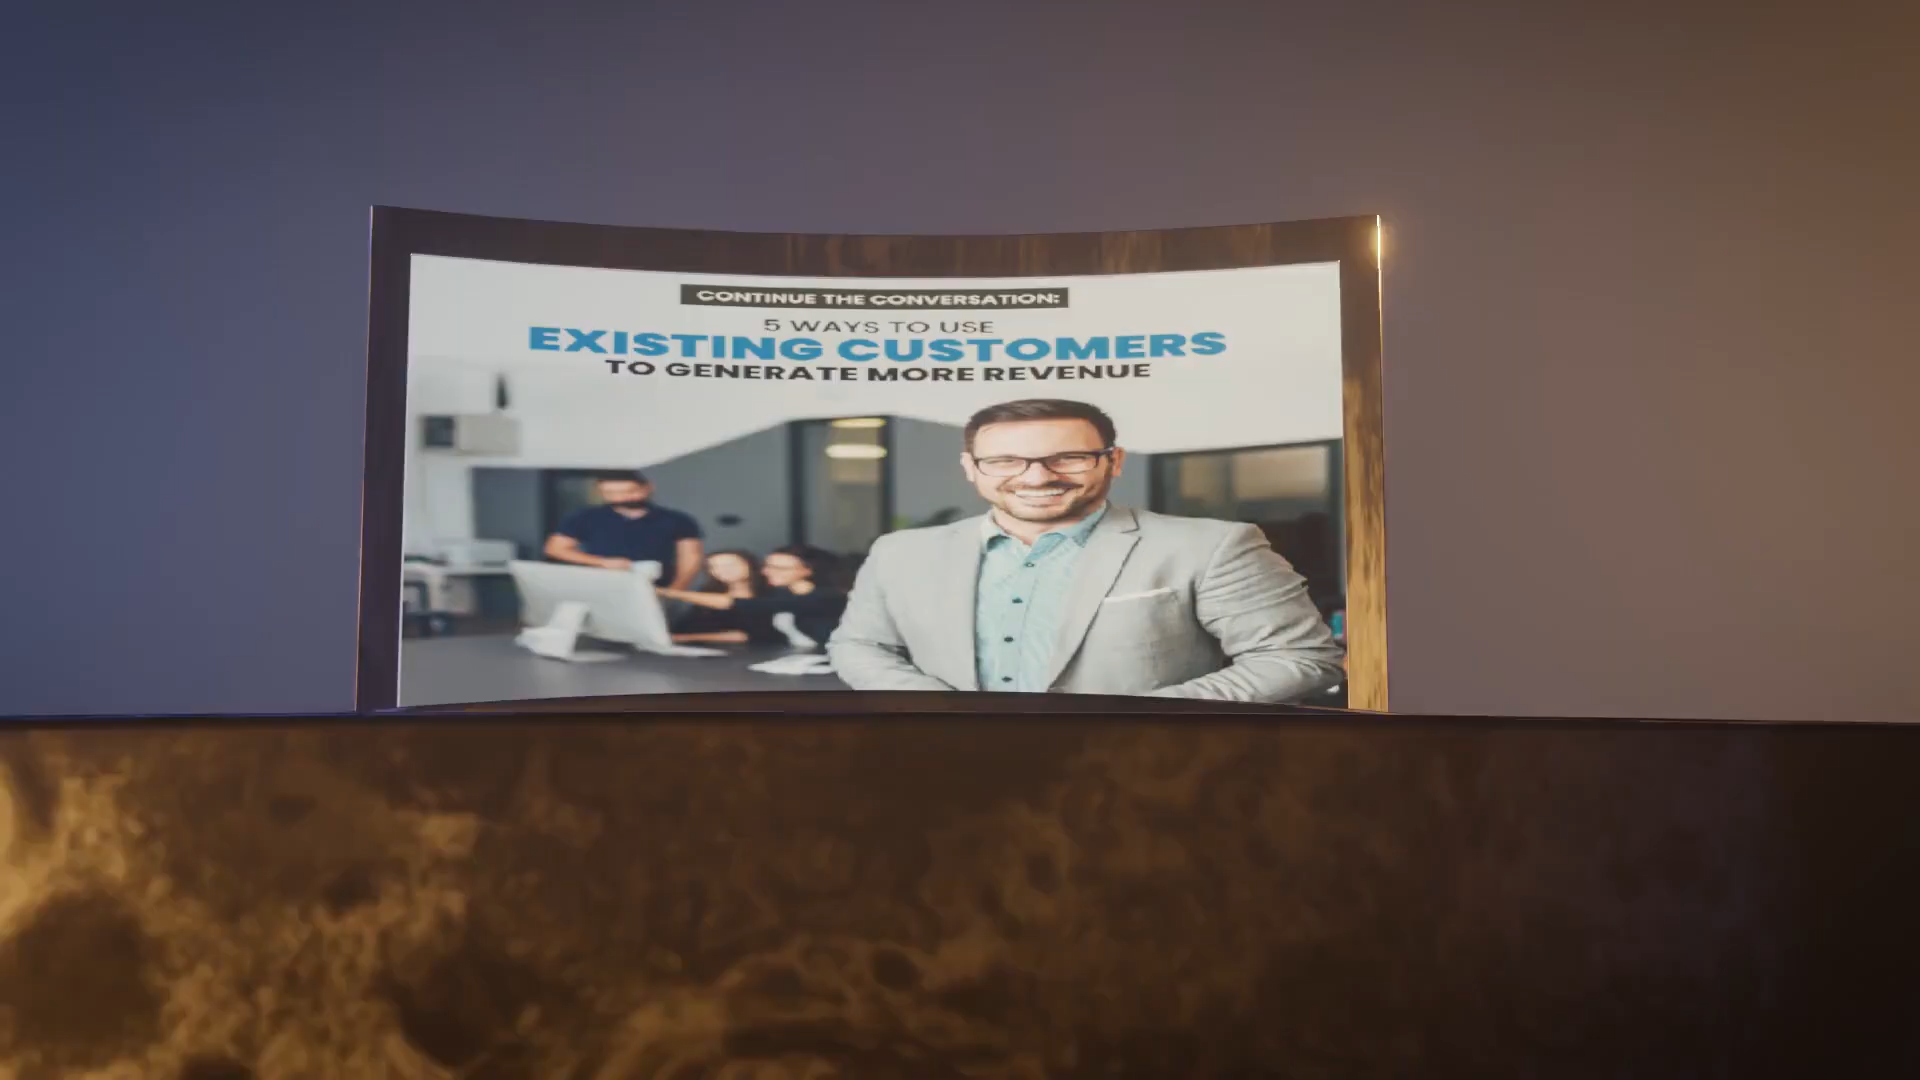 CONTINUE THE CONVERSATION:
5 WAYS TO USE
EXISTING CUSTOMERS
TO GENERATE MORE REVENUE